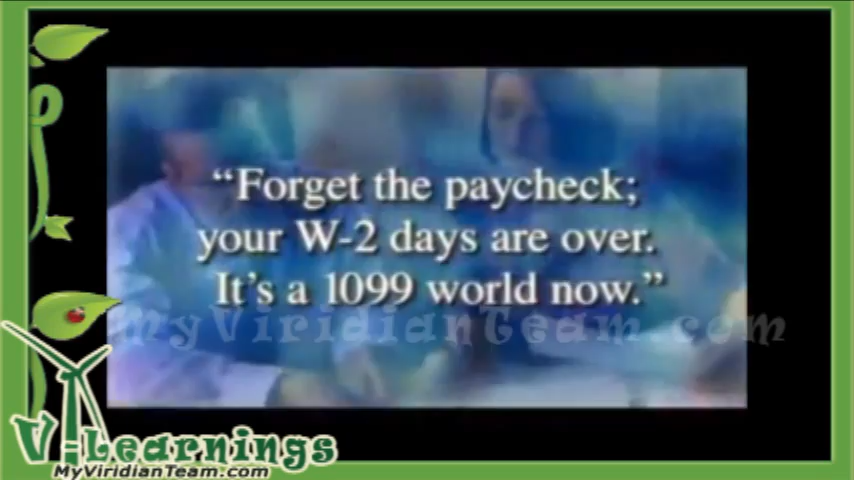 “Forget the paycheck;
your W-2 days are over.
It’s a 1099 world now.”
MyViridianTeam.com
V-Learnings
MyViridianTeam.com